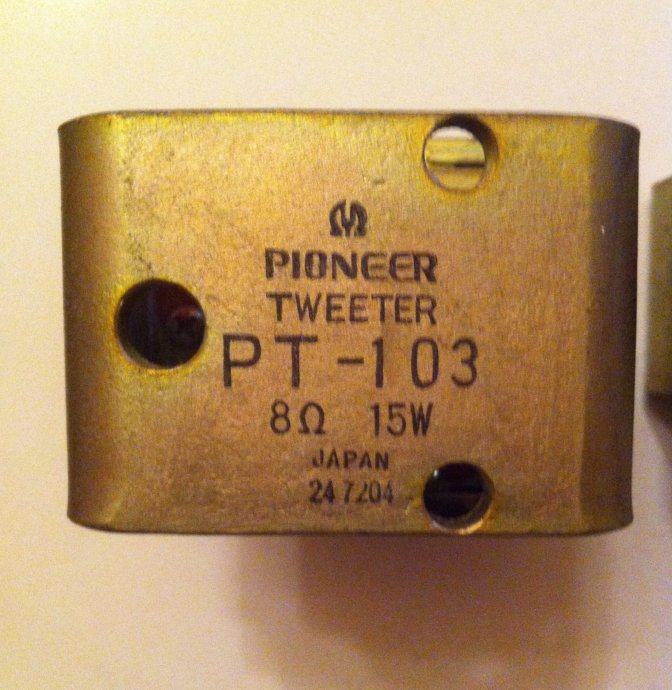 PIONEER
TWEETER
PT-103
8Ω 15W
JAPAN
247204